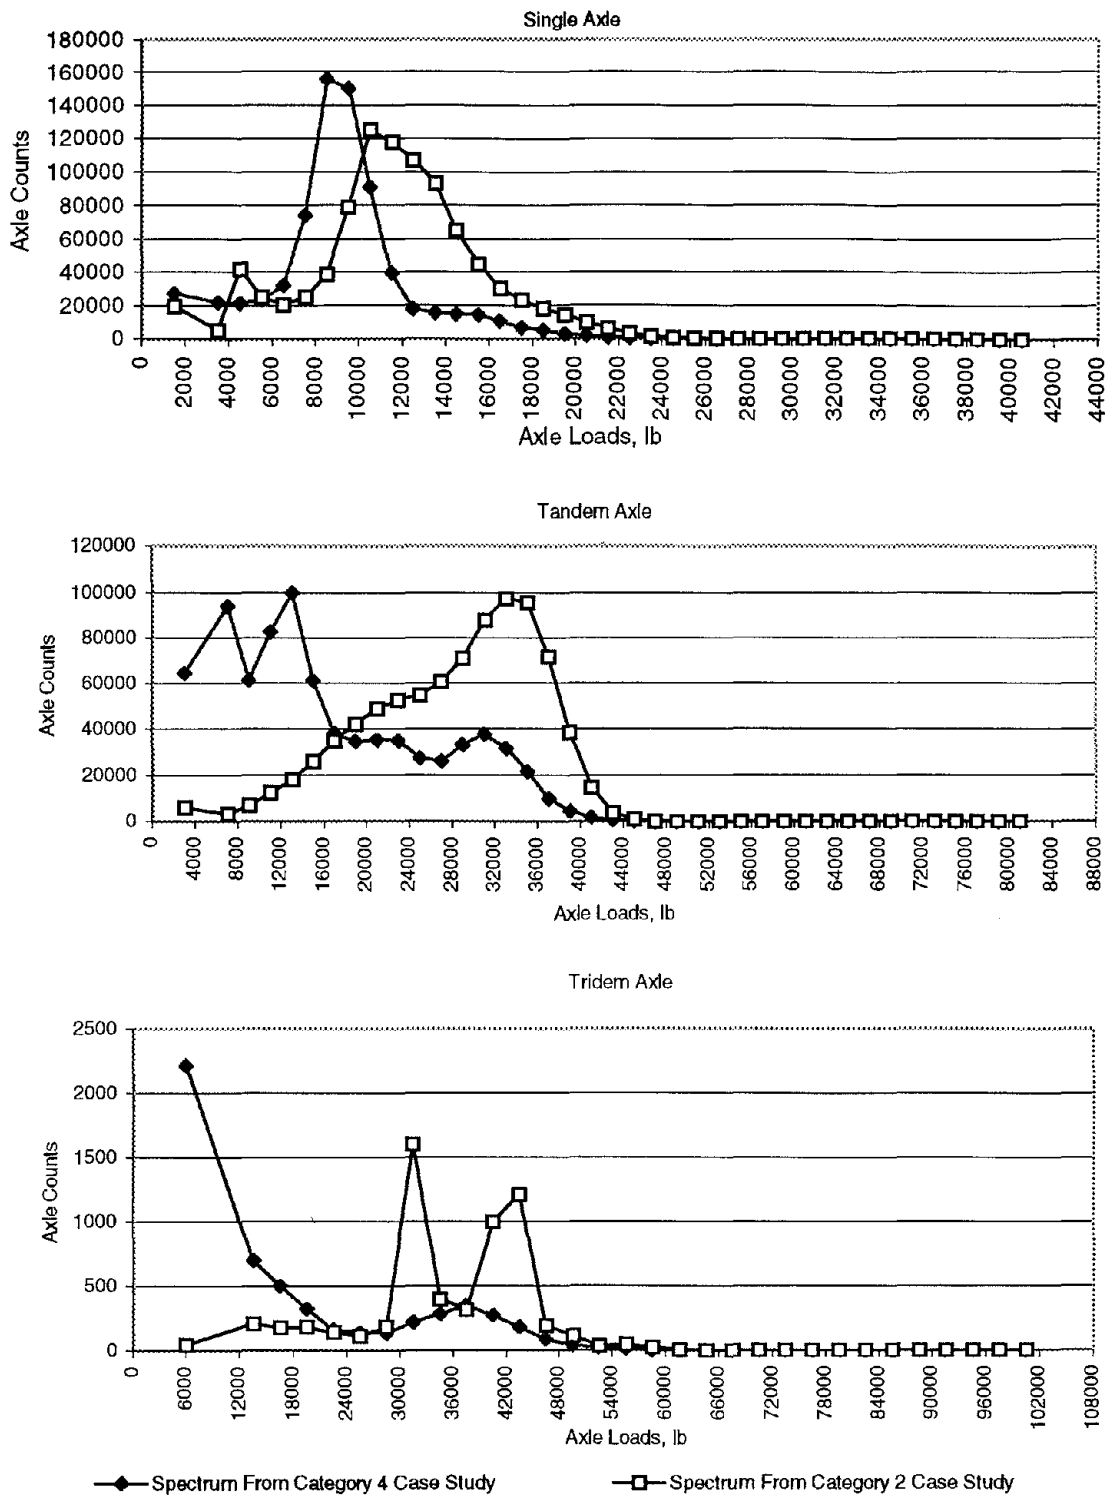 Single Axle
180000
160000
140000
120000
100000
80000
60000
40000
20000
0
Axle Counts
0 2000 4000 6000 8000 10000 12000 14000 16000 18000 20000 22000 24000 26000 28000 30000 32000 34000 36000 38000 40000 42000 44000
Axle Loads, lb
Tandem Axle
120000
100000
80000
60000
40000
20000
0
Axle Counts
0 4000 8000 12000 16000 20000 24000 28000 32000 36000 40000 44000 48000 52000 56000 60000 64000 68000 72000 76000 80000 84000 88000
Axle Loads, lb
Tridem Axle
2500
2000
1500
1000
500
0
Axle Counts
0 6000 12000 18000 24000 30000 36000 42000 48000 54000 60000 66000 72000 78000 84000 90000 96000 102000 108000
Axle Loads, lb
Spectrum From Category 4 Case Study Spectrum From Category 2 Case Study